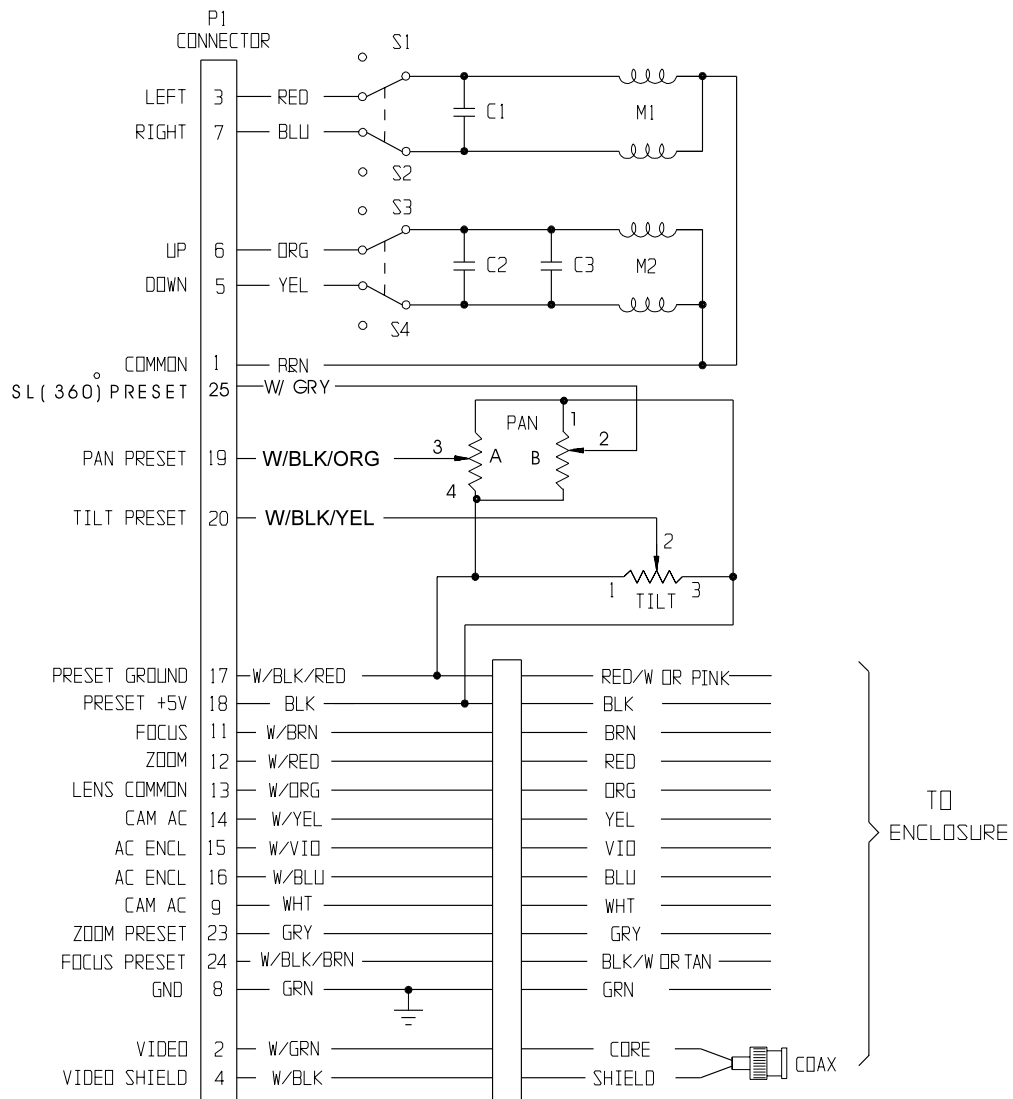 P1
CONNECTOR
S1
LEFT 3 RED
C1 M1
RIGHT 7 BLU
S2
S3
UP 6 ORG
C2 C3 M2
DOWN 5 YEL
S4
COMMON 1 BRN
SL(360°) PRESET 25 W/ GRY
PAN 1
2
3 A B
PAN PRESET 19 W/BLK/ORG
4
TILT PRESET 20 W/BLK/YEL
2
1 3
TILT
PRESET GROUND 17 W/BLK/RED RED/W OR PINK
PRESET +5V 18 BLK BLK
FOCUS 11 W/BRN BRN
ZOOM 12 W/RED RED
LENS COMMON 13 W/ORG ORG
CAM AC 14 W/YEL YEL
AC ENCL 15 W/VIO VIO
AC ENCL 16 W/BLU BLU
CAM AC 9 WHT WHT
ZOOM PRESET 23 GRY GRY
FOCUS PRESET 24 W/BLK/BRN BLK/W OR TAN
GND 8 GRN GRN
TO
ENCLOSURE
VIDEO 2 W/GRN CORE
COAX
VIDEO SHIELD 4 W/BLK SHIELD